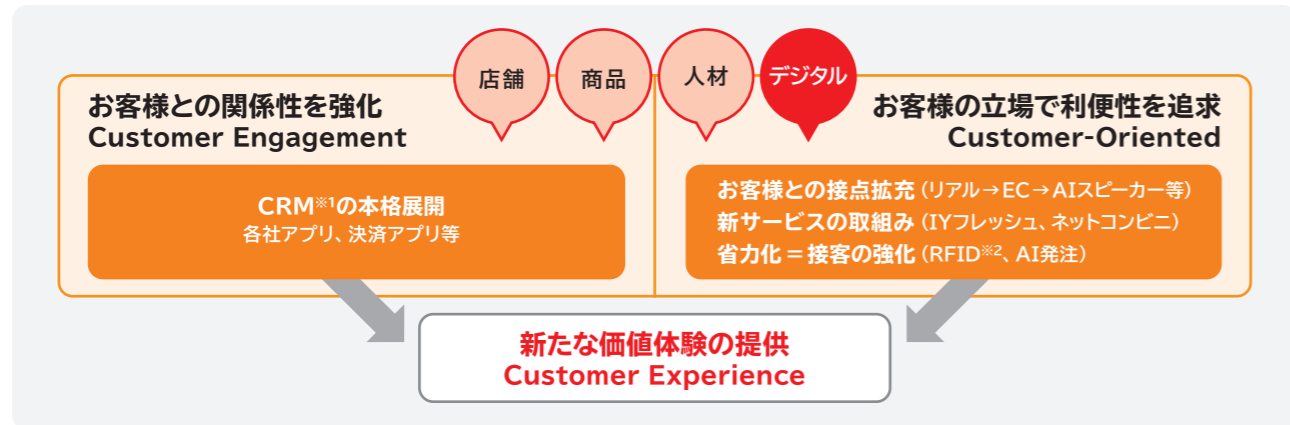 店舗
商品
人材
デジタル
お客様との関係性を強化
Customer Engagement
CRM※1の本格展開
各社アプリ、決済アプリ等
お客様の立場で利便性を追求
Customer-Oriented
お客様との接点拡充（リアル→EC→AIスピーカー等）
新サービスの取組み（IYフレッシュ、ネットコンビニ）
省力化＝接客の強化（RFID※2、AI発注）
新たな価値体験の提供
Customer Experience